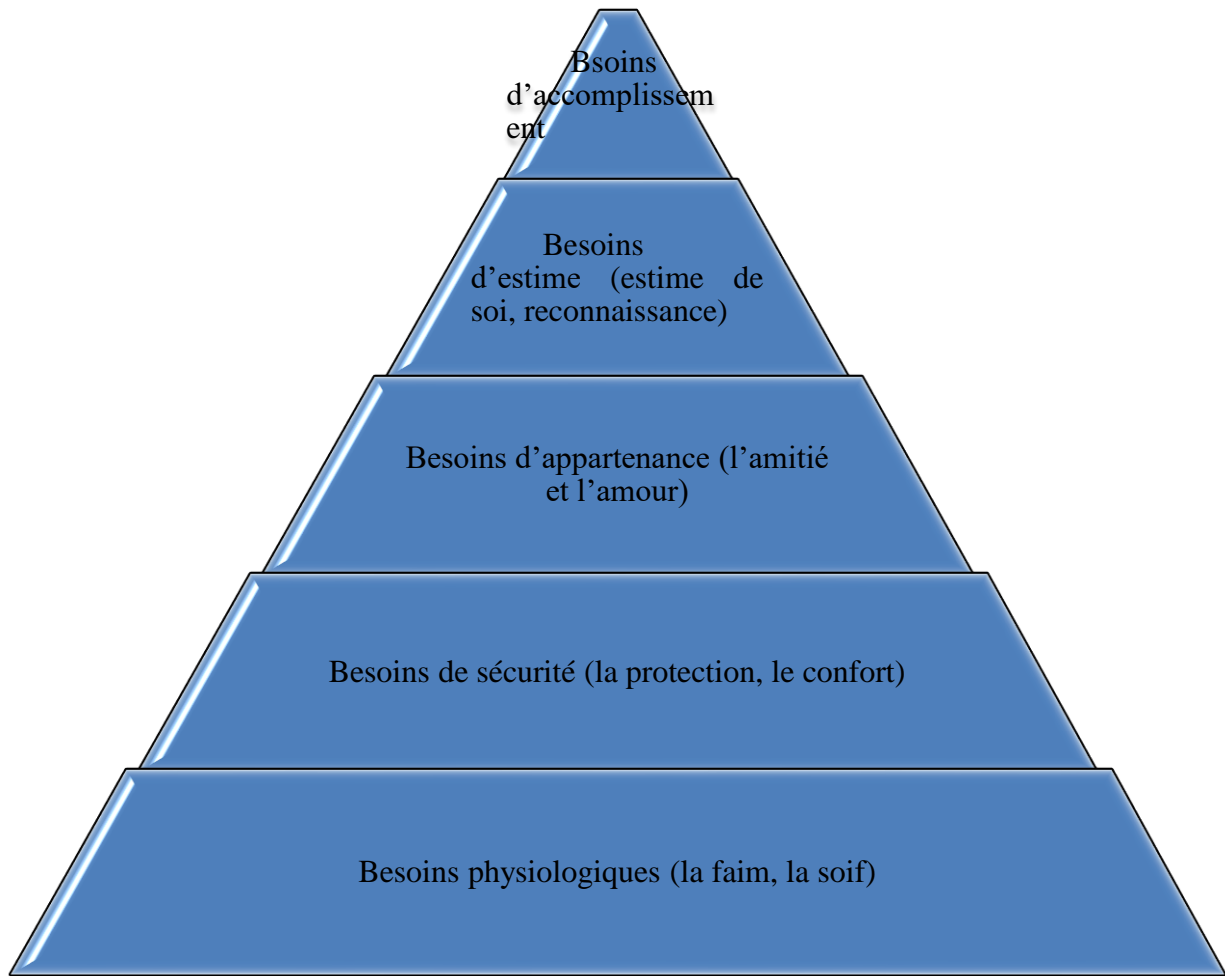 Bsoins
d’accomplissem
ent
Besoins
d’estime (estime de
soi, reconnaissance)
Besoins d’appartenance (l’amitié
et l’amour)
Besoins de sécurité (la protection, le confort)
Besoins physiologiques (la faim, la soif)